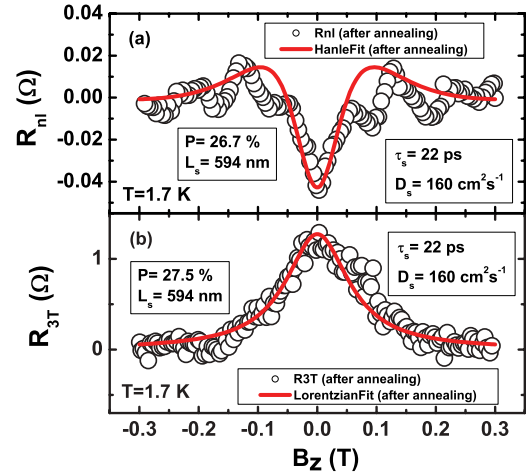 (a)
Rnl (after annealing)
HanleFit (after annealing)
0.04
0.00
-0.04
0.04
R_nl (Ω)
P= 26.7 %
L_s = 594 nm
τ_s = 22 ps
D_s = 160 cm²s⁻¹
T=1.7 K
(b)
1
0
R_3T (Ω)
P = 27.5 %
L_s = 594 nm
τ_s = 22 ps
D_s = 160 cm²s⁻¹
T=1.7 K
R3T (after annealing)
LorentzianFit (after annealing)
-0.3 -0.2 -0.1 0.0 0.1 0.2 0.3
B_z (T)